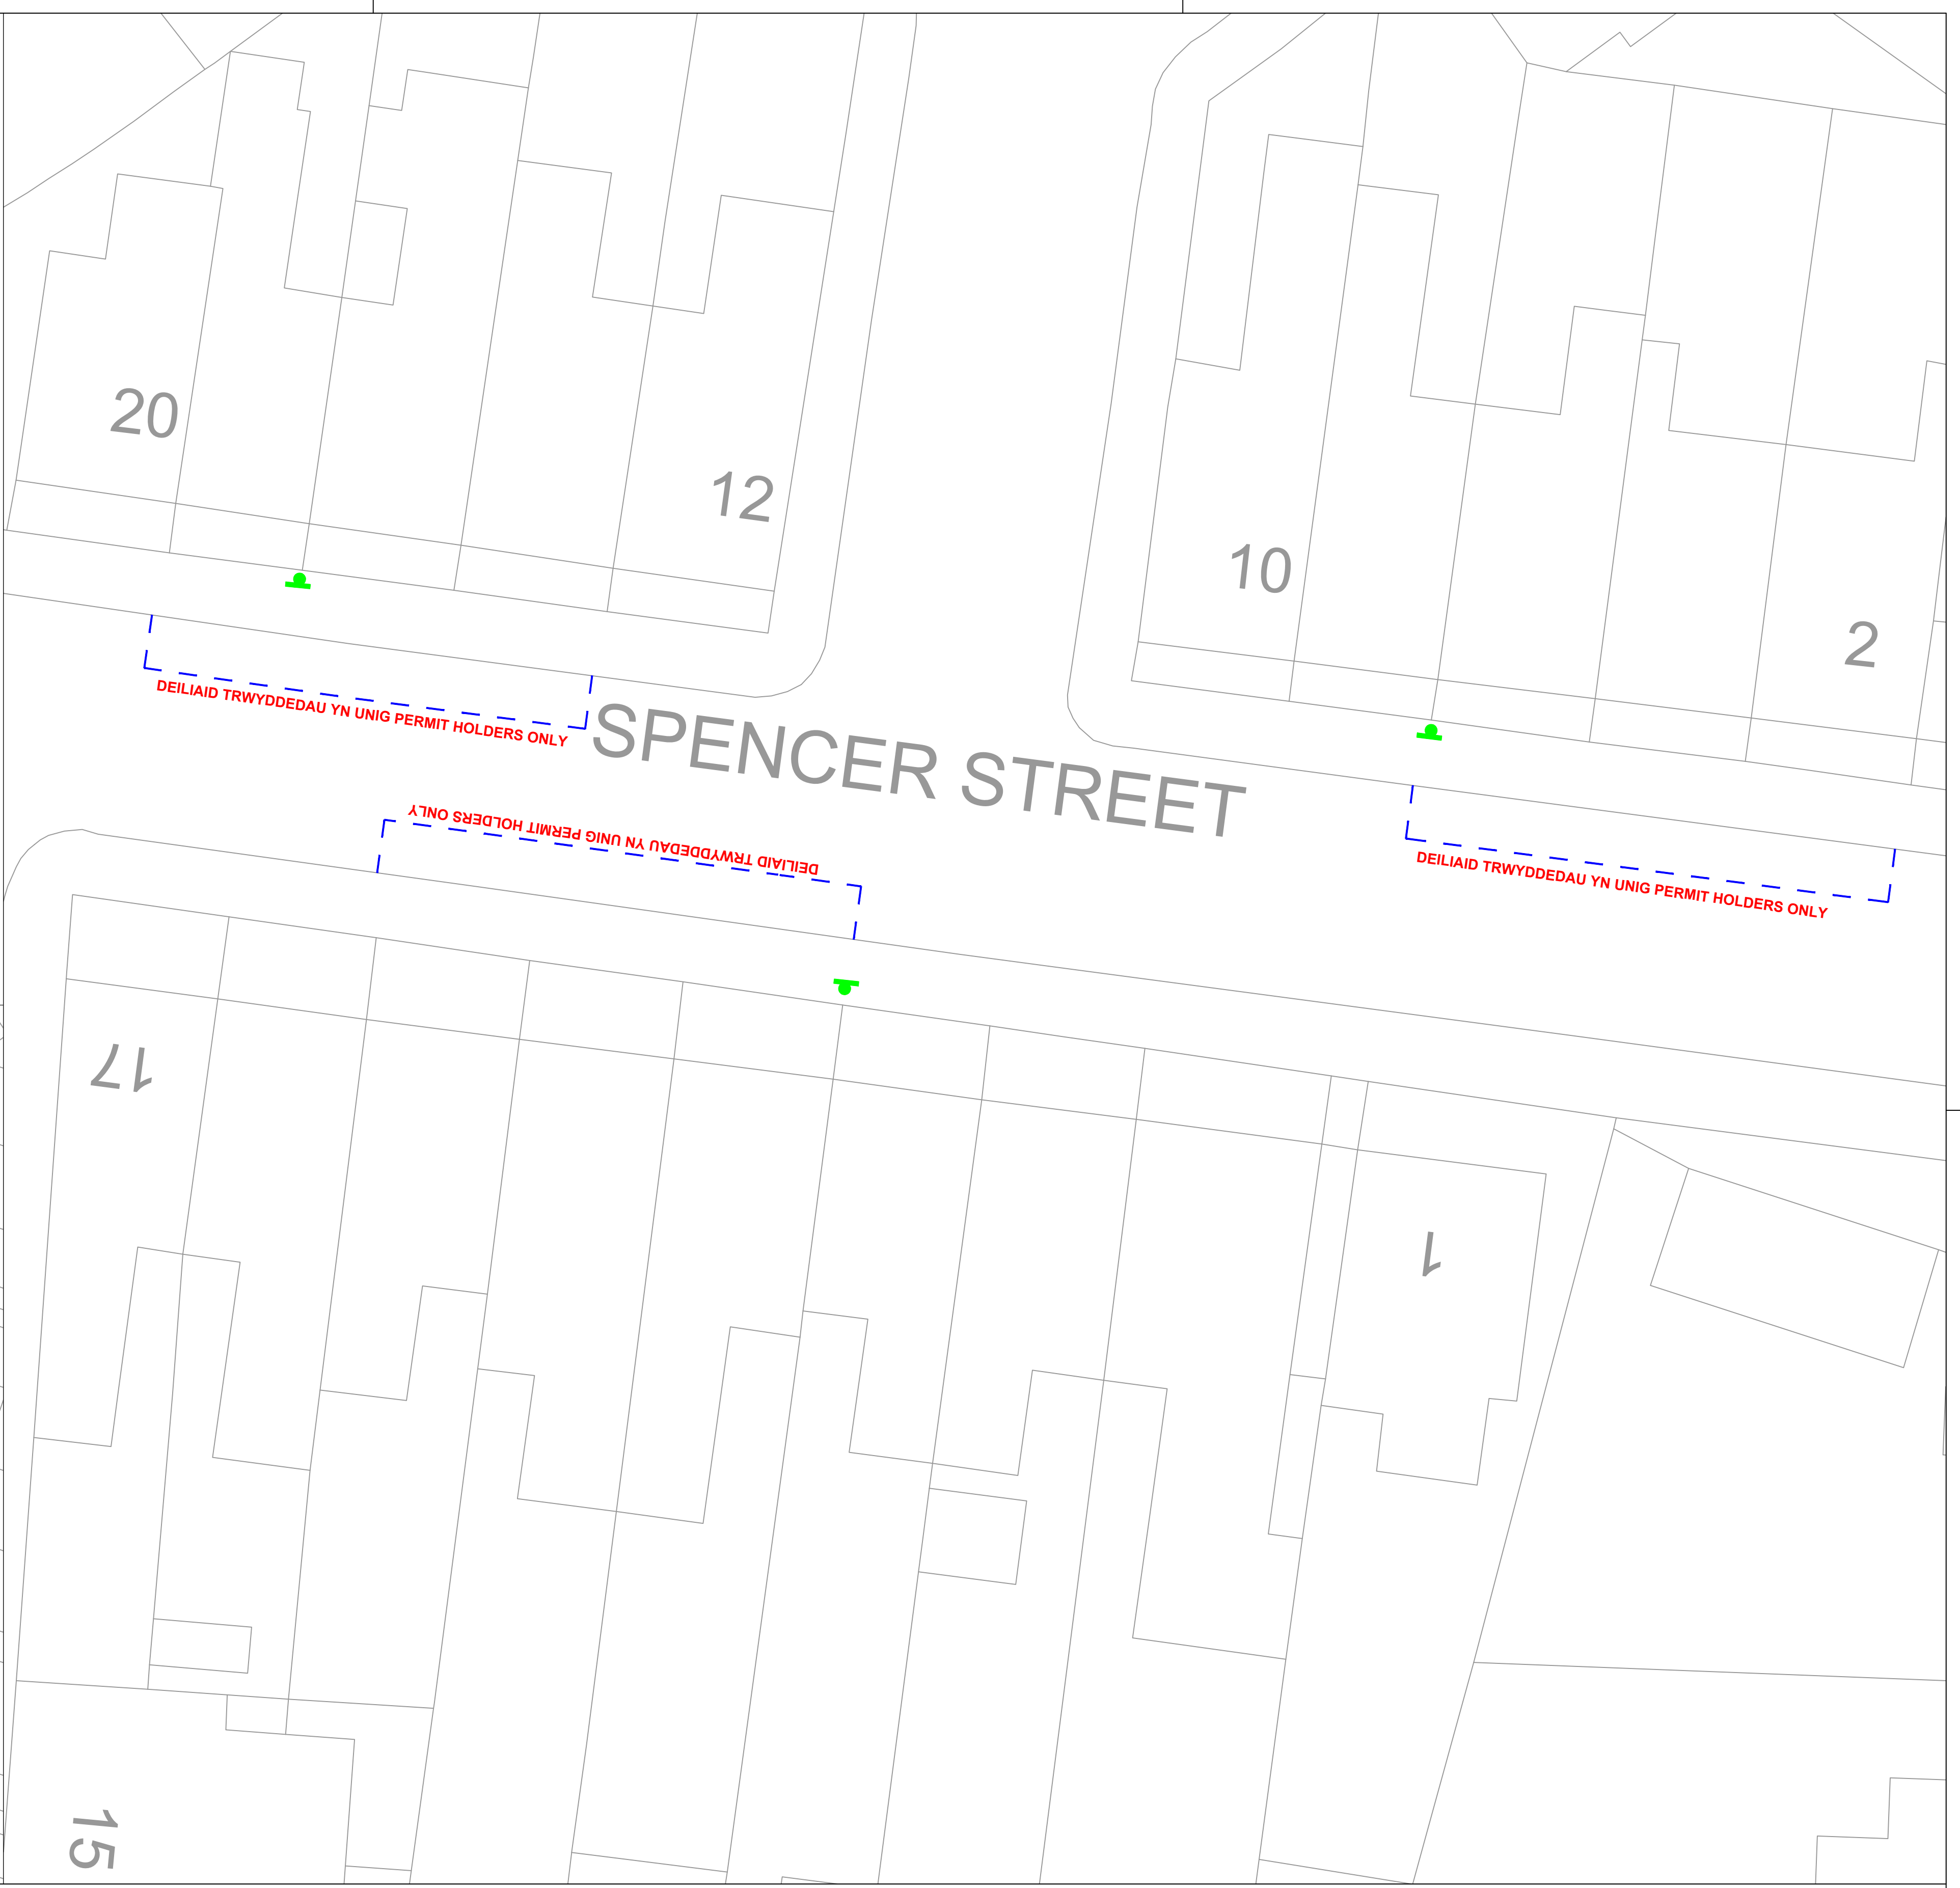 20
12
10
2
DEILIAID TRWYDDEDAU YN UNIG PERMIT HOLDERS ONLY
SPENCER STREET
DEILIAID TRWYDDEDAU YN UNIG PERMIT HOLDERS ONLY
DEILIAID TRWYDDEDAU YN UNIG PERMIT HOLDERS ONLY
17
1
15